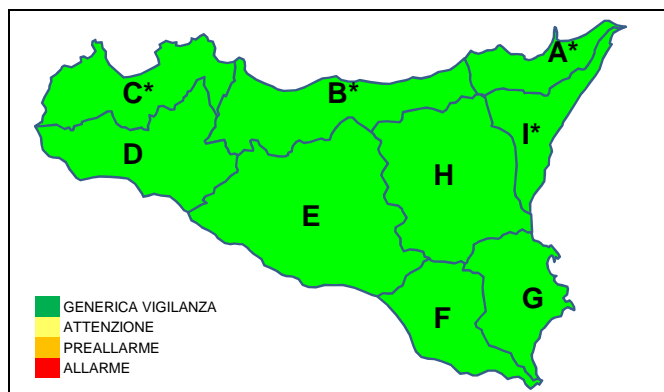 A*
C*
B*
I*
D
H
E
G
F
GENERICA VIGILANZA
ATTENZIONE
PREALLARME
ALLARME